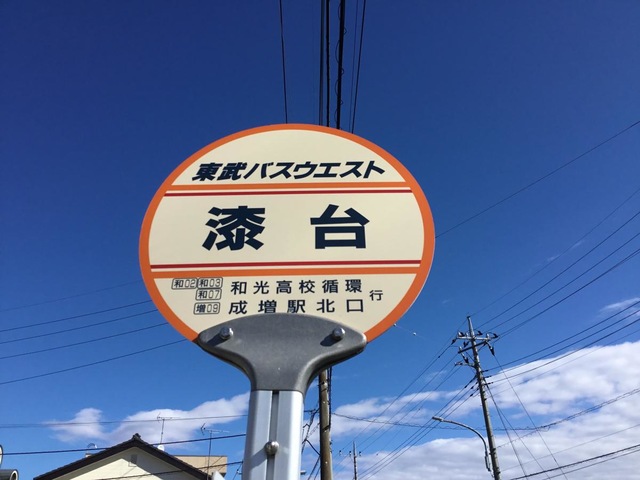 東武バスウエスト
漆台
和02 和03 和光高校循環
和07
増09 成増駅北口
行